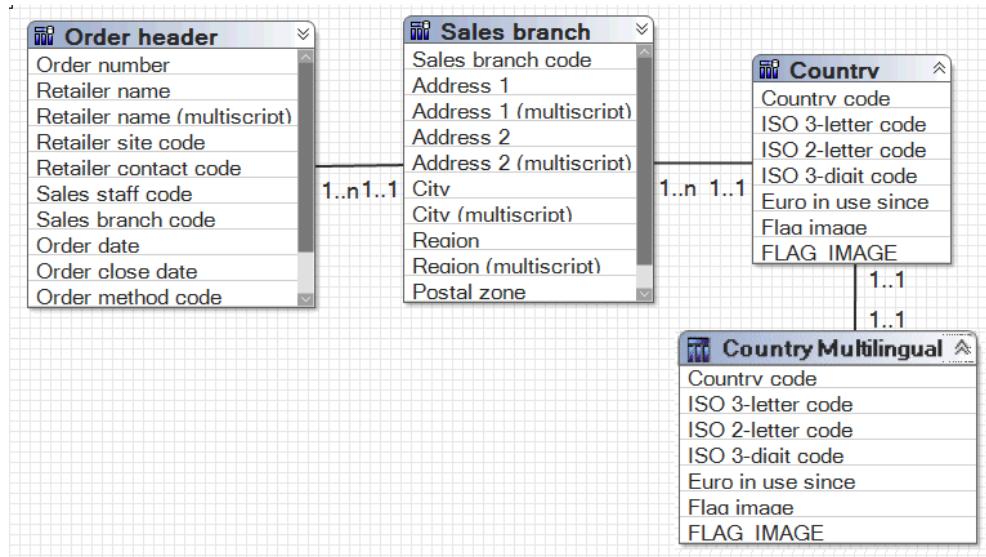 Order header
Order number
Retailer name
Retailer name (multiscript)
Retailer site code
Retailer contact code
Sales staff code
Sales branch code
Order date
Order close date
Order method code
1..n 1..1
Sales branch
Sales branch code
Address 1
Address 1 (multiscript)
Address 2
Address 2 (multiscript)
City
City (multiscript)
Region
Region (multiscript)
Postal zone
1..n 1..1
Country
Country code
ISO 3-letter code
ISO 2-letter code
ISO 3-digit code
Euro in use since
Flag image
FLAG_IMAGE
1..1
1..1
Country Multilingual
Country code
ISO 3-letter code
ISO 2-letter code
ISO 3-digit code
Euro in use since
Flag image
FLAG_IMAGE